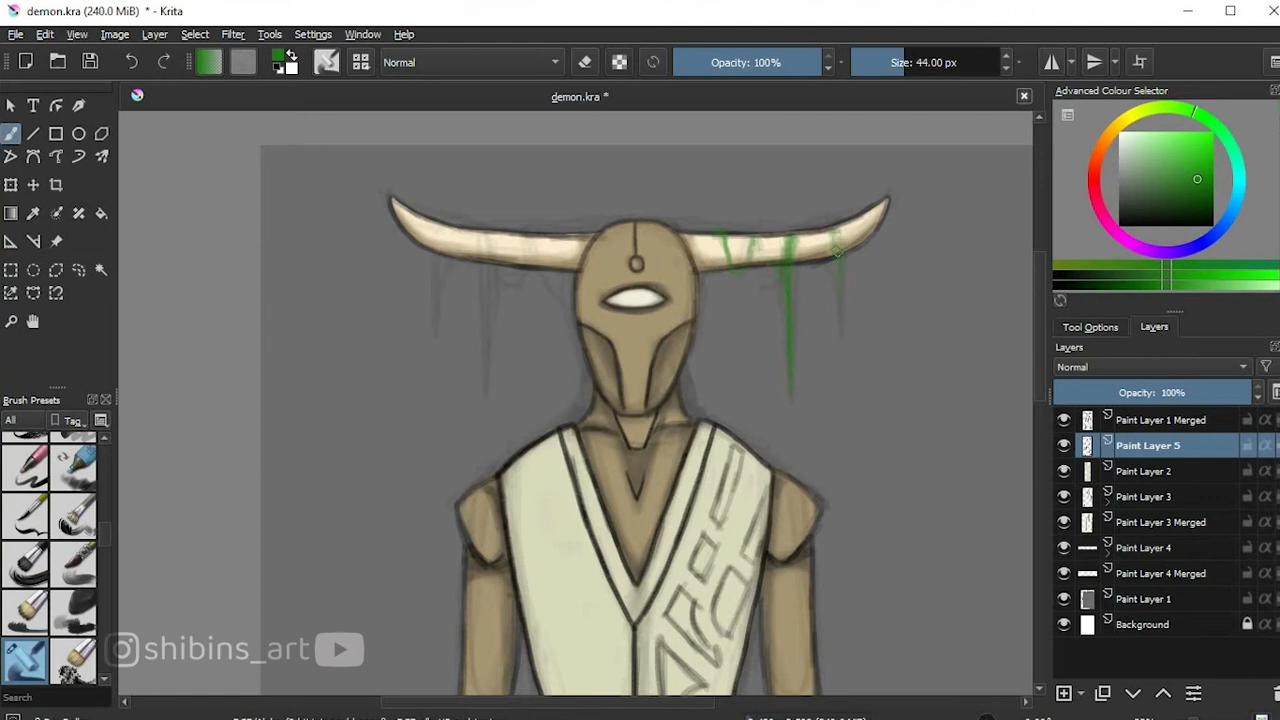 demon.kra (240.0 MiB) * - Krita
File Edit View Image Layer Select Filter Tools Settings Window Help
Normal Opacity: 100% Size: 44.00 px
demon.kra *
Advanced Colour Selector
Tool Options Layers
Layers
Normal
Opacity: 100%
Brush Presets
All Tag
Paint Layer 1 Merged
Paint Layer 5
Paint Layer 2
Paint Layer 3
Paint Layer 3 Merged
Paint Layer 4
Paint Layer 4 Merged
Paint Layer 1
Background
shibins_art
Search